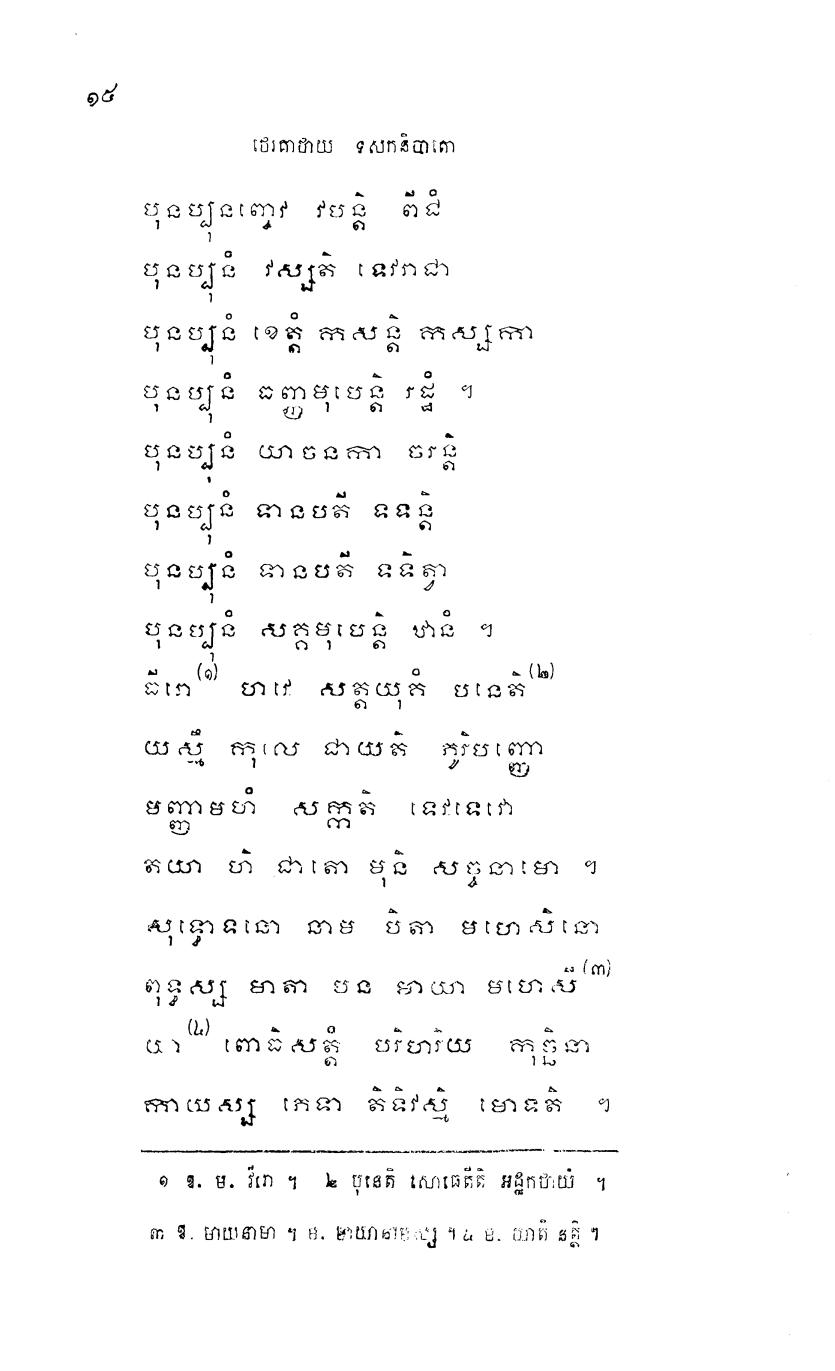 ១៥
ថេរគាថាយ ទសកនិបាតោ
បុនប្បុនញ្ចេវ វបន្តិ ពីជំ
បុនប្បុនំ វស្សតិ ទេវរាជា
បុនប្បុនំ ខេត្តំ កសន្តិ កស្សកា
បុនប្បុនំ ធញ្ញមុបេន្តិ រដ្ឋំ ។
បុនប្បុនំ យាចនកា ចរន្តិ
បុនប្បុនំ ទានបតី ទទន្តិ
បុនប្បុនំ ទានបតី ទទិត្វា
បុនប្បុនំ សគ្គមុបេន្តិ ឋានំ ។
ធីរោ(១) ហវេ សត្តយុគំ បនេតិ(២)
យស្មឹ កុលេ ជាយតិ ភូរិបញ្ញោ
មញ្ញាមហំ សក្កតិ ទេវទេវោ
តយា ហិ ជាតោ មុនិ សច្ចនាមោ ។
សុទ្ធោទនោ នាម បិតា មហេសិនោ
ពុទ្ធស្ស មាតា បន មាយា មហេសី(៣)
យា(៤) ពោធិសត្តំ បរិហរិយ កុច្ឆិនា
កាយស្ស ភេទា តិទិវស្មិ មោទតិ ។
១ ឱ. ម. វីរោ ។ ២ បុនេតិ សោធេតីតិ អដ្ឋកថាយំ ។
៣ ឱ. មាយនាមា ។ ម. មាយានាមស្ស ។ ៤ ម. យាតិ នត្ថិ ។